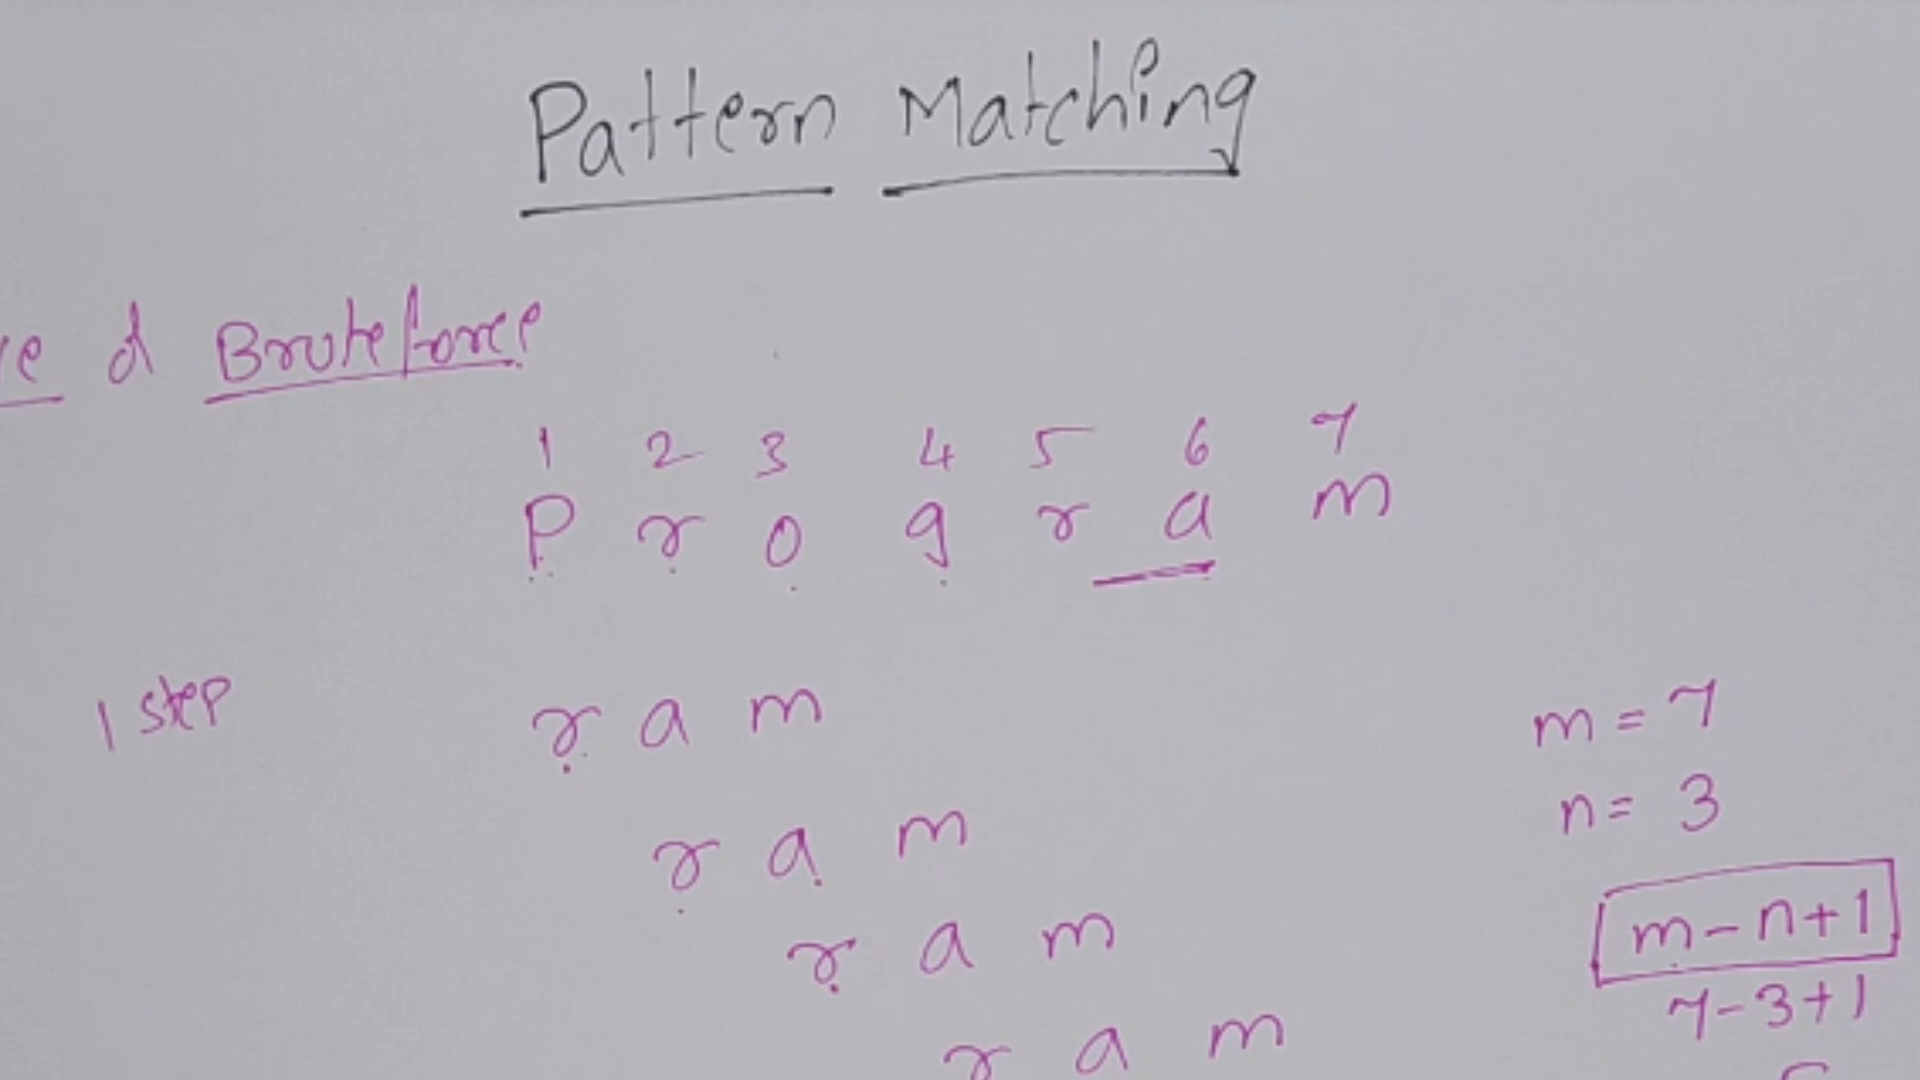 Pattern Matching
Bruteforce
1 2 3 4 5 6 7
P r o g r a m
1 step r a m
m = 7
n = 3
r a m
m-n+1
r a m
7-3+1
r a m